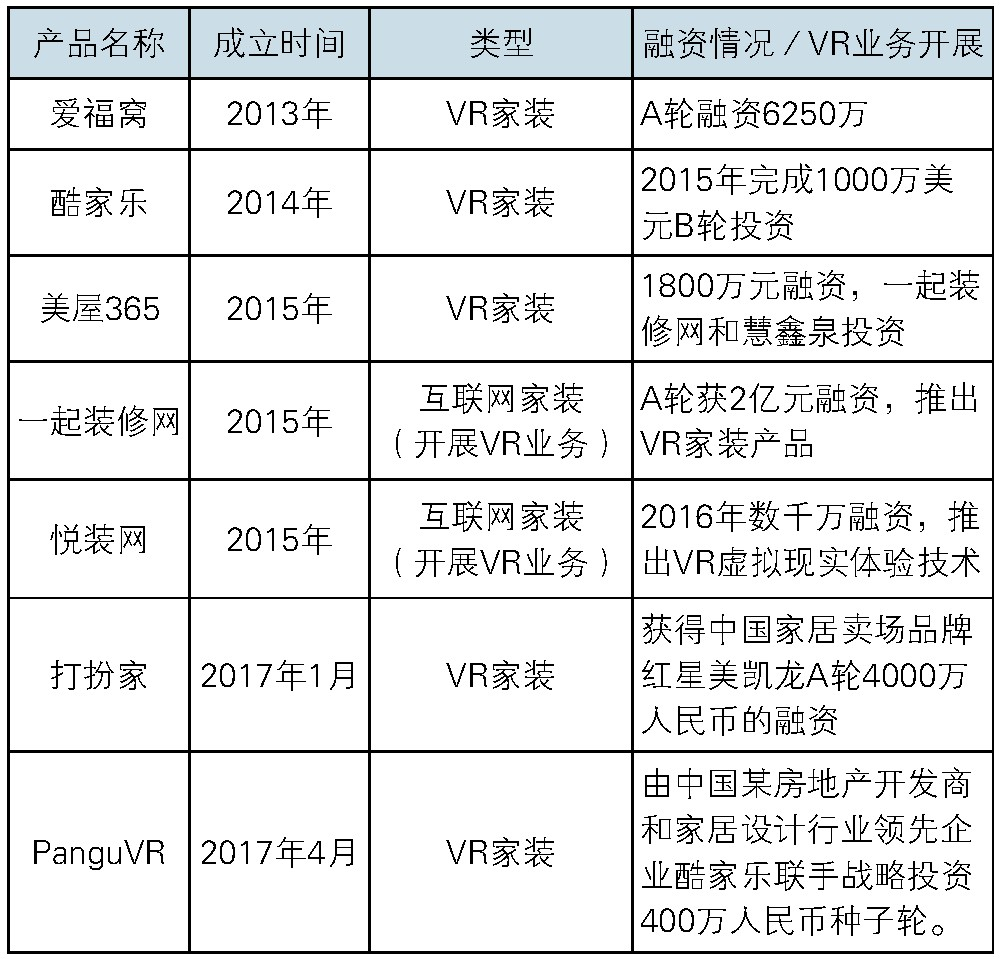 产品名称 成立时间 类型 融资情况／VR业务开展
爱福窝 2013年 VR家装 A轮融资6250万
酷家乐 2014年 VR家装 2015年完成1000万美
元B轮投资
美屋365 2015年 VR家装 1800万元融资，一起装
修网和慧鑫泉投资
一起装修网 2015年 互联网家装 A轮获2亿元融资，推出
（开展VR业务） VR家装产品
悦装网 2015年 互联网家装 2016年数千万融资，推
（开展VR业务） 出VR虚拟现实体验技术
打扮家 2017年1月 VR家装 获得中国家居卖场品牌
红星美凯龙A轮4000万
人民币的融资
PanguVR 2017年4月 VR家装 由中国某房地产开发商
和家居设计行业领先企
业酷家乐联手战略投资
400万人民币种子轮。